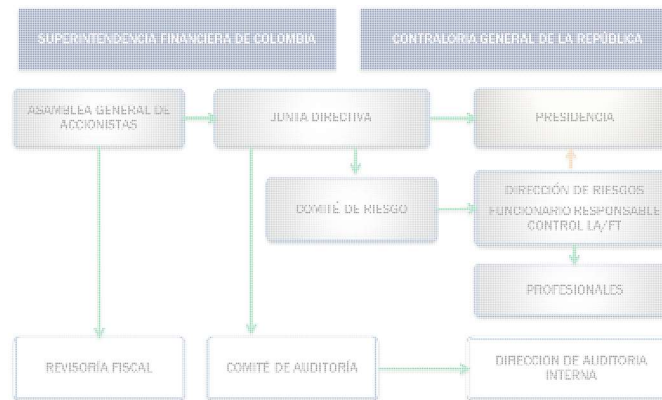 SUPERINTENDENCIA FINANCIERA DE COLOMBIA
CONTRALORIA GENERAL DE LA REPÚBLICA
ASAMBLEA GENERAL DE
ACCIONISTAS
JUNTA DIRECTIVA
PRESIDENCIA
COMITÉ DE RIESGO
DIRECCIÓN DE RIESGOS
FUNCIONARIO RESPONSABLE
CONTROL LA/FT
PROFESIONALES
REVISORÍA FISCAL
COMITÉ DE AUDITORÍA
DIRECCION DE AUDITORIA
INTERNA